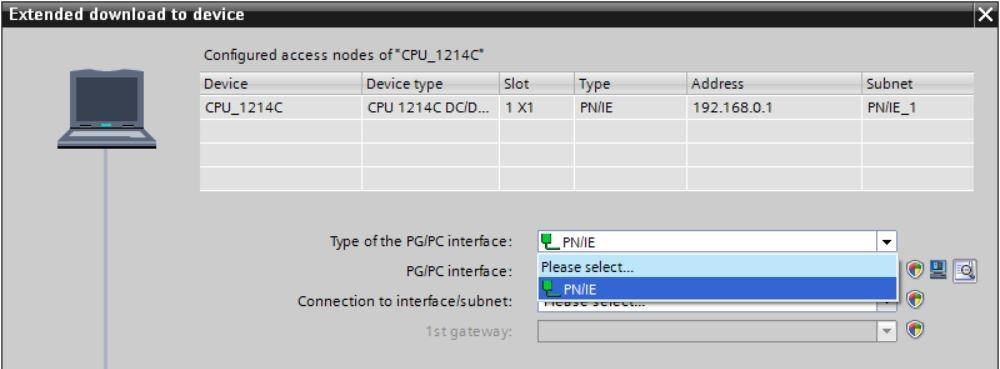 Extended download to device
Configured access nodes of "CPU_1214C"
Device Device type Slot Type Address Subnet
CPU_1214C CPU 1214C DC/D... 1 X1 PN/IE 192.168.0.1 PN/IE_1
Type of the PG/PC interface: PN/IE
PG/PC interface: Please select...
PN/IE
Connection to interface/subnet: Please select...
1st gateway: